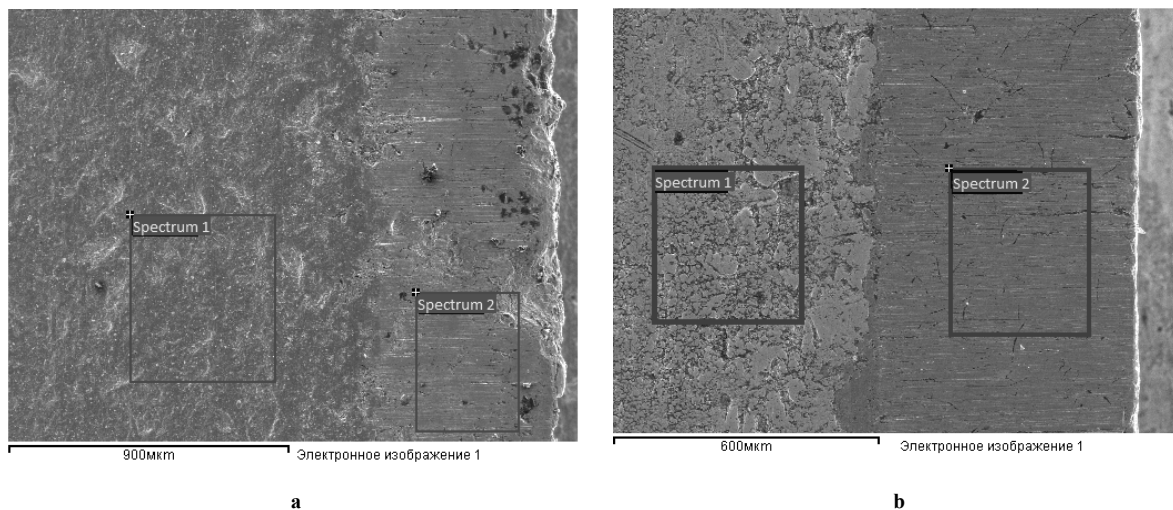 Spectrum 1
Spectrum 2
900мкm
Электронное изображение 1
a
Spectrum 1
Spectrum 2
600мкm
Электронное изображение 1
b